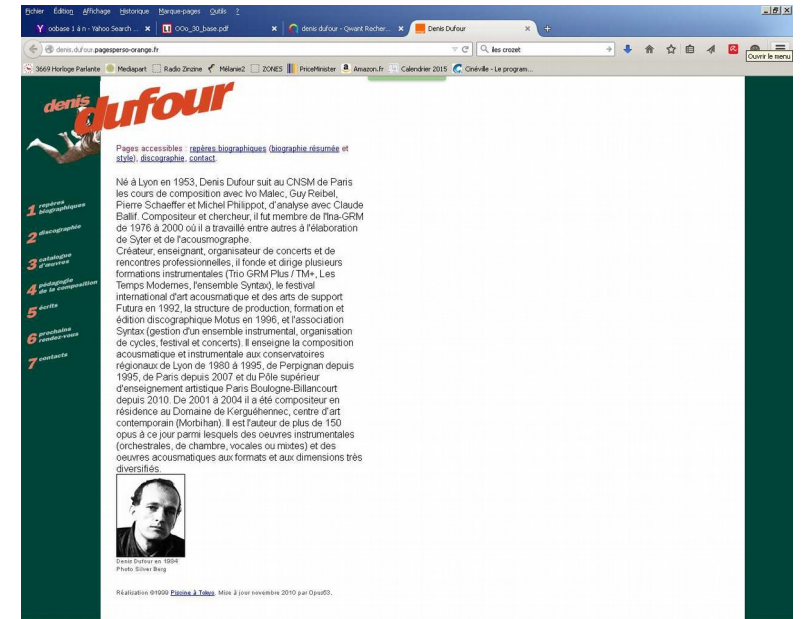 Fichier Édition Affichage Historique Marque-pages Outils ?
oobase 1 à n - Yahoo Search ... × OOo_30_base.pdf × denis dufour - Qwant Recher... × Denis Dufour × +
denis.dufour.pagesperso-orange.fr îles crozet
Ouvrir le menu
3669 Horloge Parlante Mediapart Radio Zinzine Mélanie2 ZONES PriceMinister Amazon.fr Calendrier 2015 Cinéville - Le program...
denis
dufour
Pages accessibles : repères biographiques (biographie résumée et
style), discographie, contact.
1 repères
biographiques
2 discographie
3 catalogue
d'œuvres
4 pédagogie
de la composition
5 écrits
6 prochains
rendez-vous
7 contacts
Né à Lyon en 1953, Denis Dufour suit au CNSM de Paris
les cours de composition avec Ivo Malec, Guy Reibel,
Pierre Schaeffer et Michel Philippot, d'analyse avec Claude
Ballif. Compositeur et chercheur, il fut membre de l'Ina-GRM
de 1976 à 2000 où il a travaillé entre autres à l'élaboration
de Syter et de l'acousmographe.
Créateur, enseignant, organisateur de concerts et de
rencontres professionnelles, il fonde et dirige plusieurs
formations instrumentales (Trio GRM Plus / TM+, Les
Temps Modernes, l'ensemble Syntax), le festival
international d'art acousmatique et des arts de support
Futura en 1992, la structure de production, formation et
édition discographique Motus en 1996, et l'association
Syntax (gestion d'un ensemble instrumental, organisation
de cycles, festival et concerts). Il enseigne la composition
acousmatique et instrumentale aux conservatoires
régionaux de Lyon de 1980 à 1995, de Perpignan depuis
1995, de Paris depuis 2007 et du Pôle supérieur
d'enseignement artistique Paris Boulogne-Billancourt
depuis 2010. De 2001 à 2004 il a été compositeur en
résidence au Domaine de Kerguéhennec, centre d'art
contemporain (Morbihan). Il est l'auteur de plus de 150
opus à ce jour parmi lesquels des oeuvres instrumentales
(orchestrales, de chambre, vocales ou mixtes) et des
oeuvres acousmatiques aux formats et aux dimensions très
diversifiés.
Denis Dufour en 1994
Photo Silver Berg
Réalisation ©1999 Piscine à Tokyo. Mise à jour novembre 2010 par Opus53.